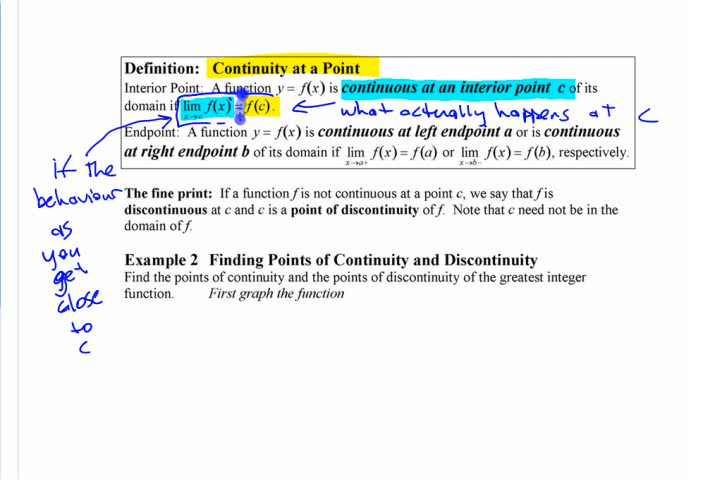 Definition: Continuity at a Point
Interior Point: A function y = f(x) is continuous at an interior point c of its
domain if lim x→c f(x) = f(c).
← what actually happens at c
Endpoint: A function y = f(x) is continuous at left endpoint a or is continuous
at right endpoint b of its domain if lim x→a+ f(x) = f(a) or lim x→b− f(x) = f(b), respectively.
if the
behaviour
as
you
get
close
to
c
The fine print: If a function f is not continuous at a point c, we say that f is
discontinuous at c and c is a point of discontinuity of f. Note that c need not be in the
domain of f.
Example 2 Finding Points of Continuity and Discontinuity
Find the points of continuity and the points of discontinuity of the greatest integer
function. First graph the function